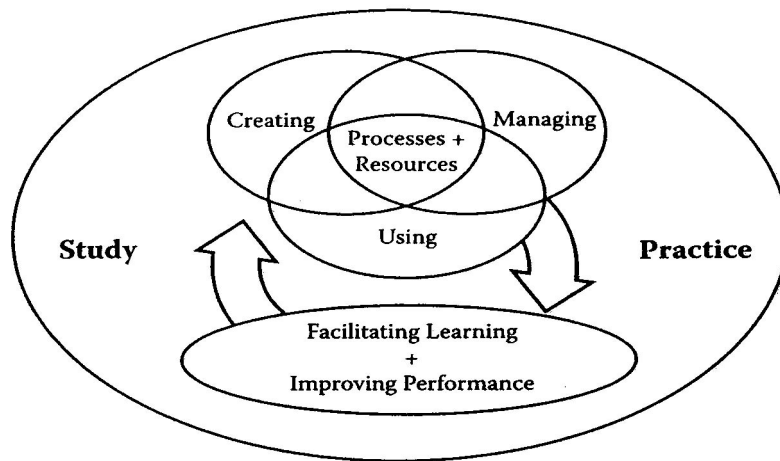 Creating
Managing
Processes +
Resources
Using
Study
Practice
Facilitating Learning
+
Improving Performance